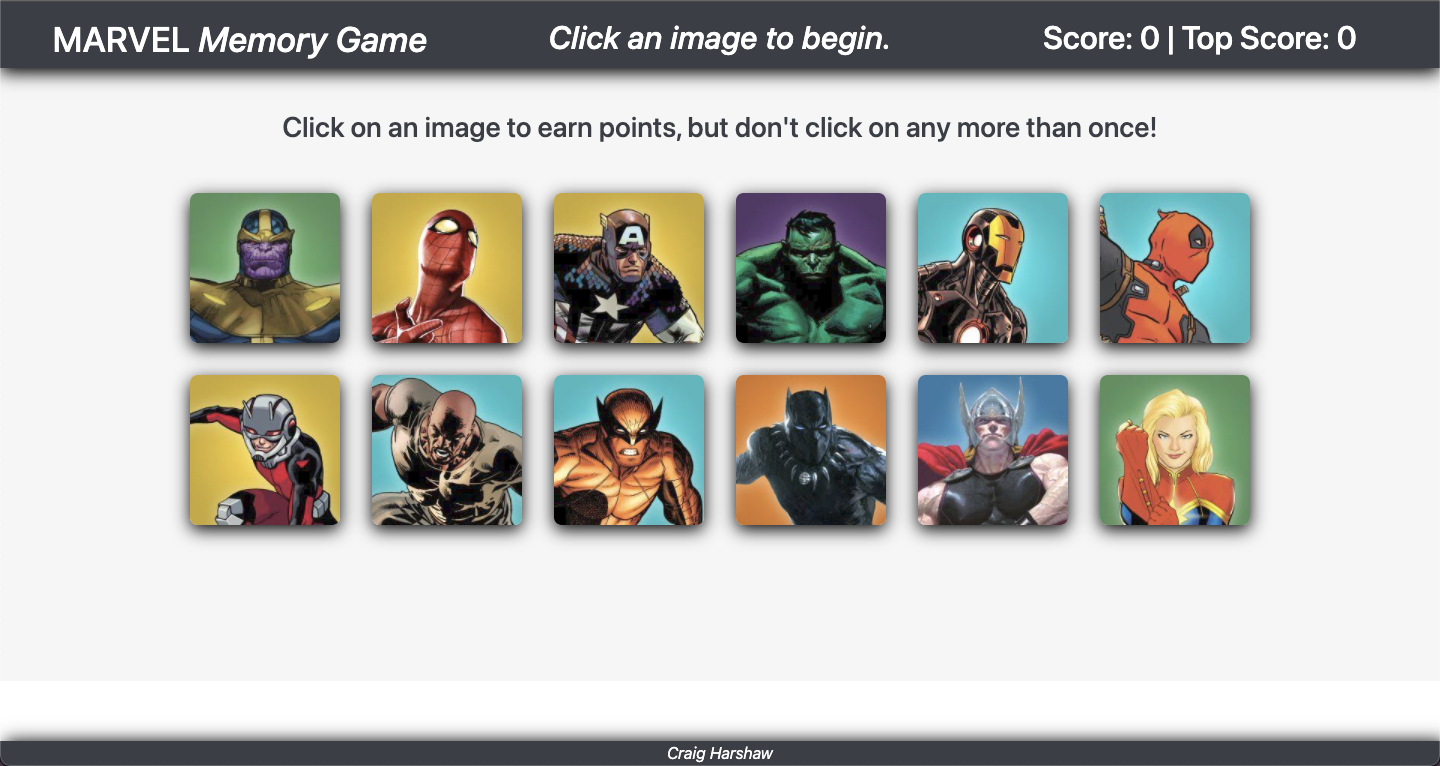 MARVEL Memory Game
Click an image to begin.
Score: 0 | Top Score: 0
Click on an image to earn points, but don't click on any more than once!
A
Craig Harshaw